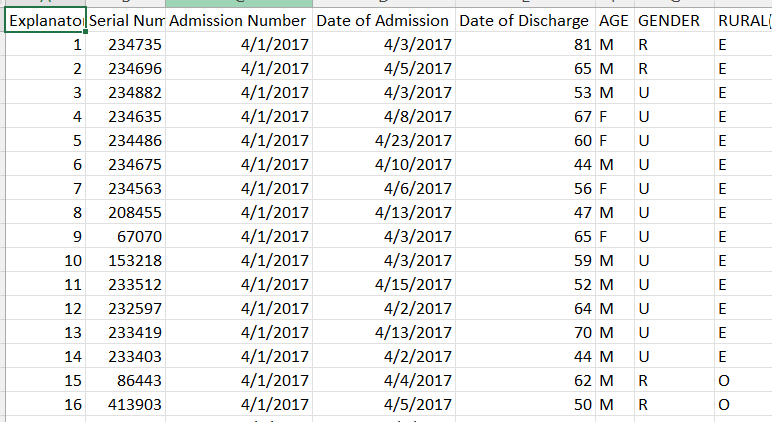 Explanato Serial Num Admission Number Date of Admission Date of Discharge AGE GENDER RURAL(
1 234735 4/1/2017 4/3/2017 81 M R E
2 234696 4/1/2017 4/5/2017 65 M R E
3 234882 4/1/2017 4/3/2017 53 M U E
4 234635 4/1/2017 4/8/2017 67 F U E
5 234486 4/1/2017 4/23/2017 60 F U E
6 234675 4/1/2017 4/10/2017 44 M U E
7 234563 4/1/2017 4/6/2017 56 F U E
8 208455 4/1/2017 4/13/2017 47 M U E
9 67070 4/1/2017 4/3/2017 65 F U E
10 153218 4/1/2017 4/3/2017 59 M U E
11 233512 4/1/2017 4/15/2017 52 M U E
12 232597 4/1/2017 4/2/2017 64 M U E
13 233419 4/1/2017 4/13/2017 70 M U E
14 233403 4/1/2017 4/2/2017 44 M U E
15 86443 4/1/2017 4/4/2017 62 M R O
16 413903 4/1/2017 4/5/2017 50 M R O